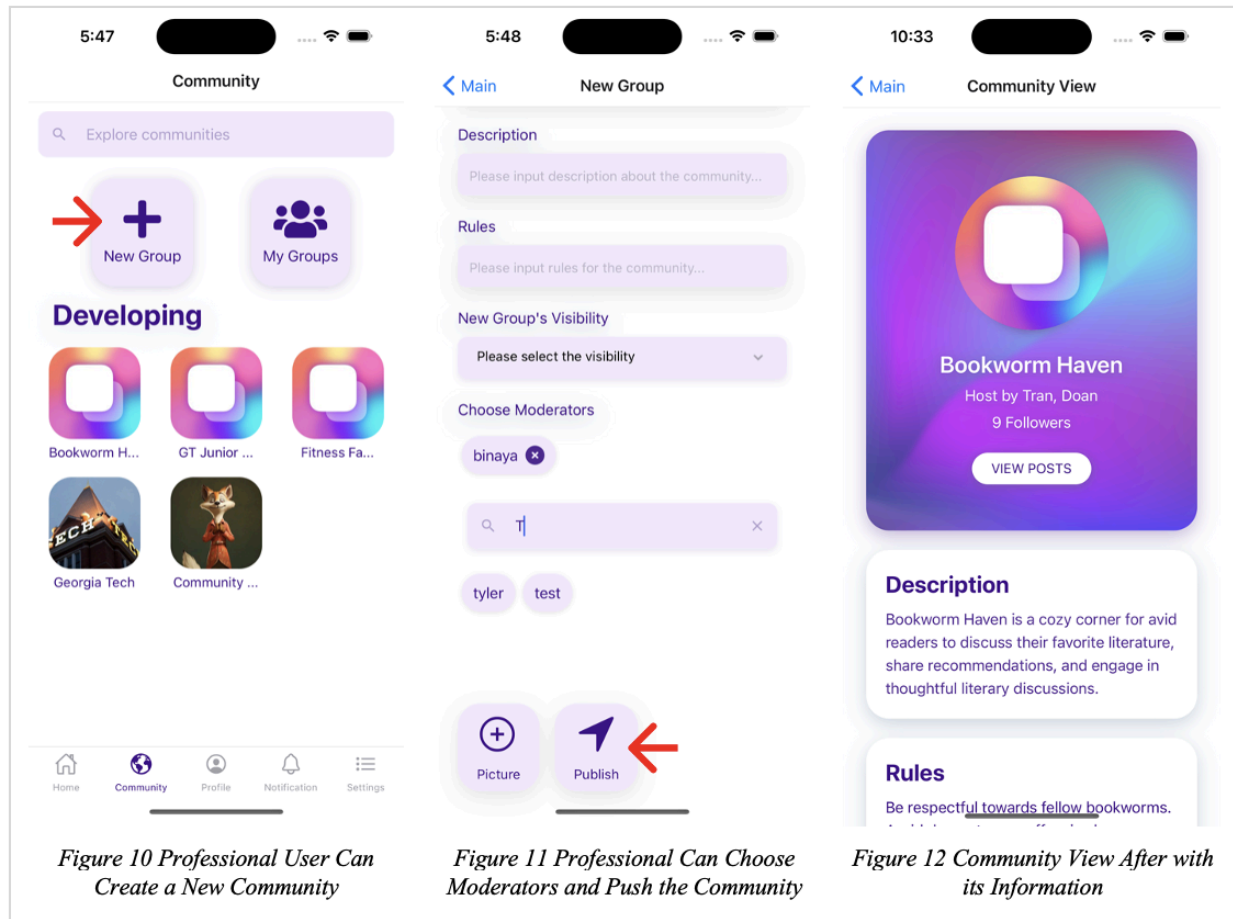 5:47
Community
Explore communities
New Group
My Groups
Developing
Bookworm H...
GT Junior ...
Fitness Fa...
TECH
Georgia Tech
Community ...
Home
Community
Profile
Notification
Settings
Figure 10 Professional User Can
Create a New Community
5:48
Main
New Group
Description
Please input description about the community...
Rules
Please input rules for the community...
New Group's Visibility
Please select the visibility
Choose Moderators
binaya
T
tyler
test
Picture
Publish
Figure 11 Professional Can Choose
Moderators and Push the Community
10:33
Main
Community View
Bookworm Haven
Host by Tran, Doan
9 Followers
VIEW POSTS
Description
Bookworm Haven is a cozy corner for avid
readers to discuss their favorite literature,
share recommendations, and engage in
thoughtful literary discussions.
Rules
Be respectful towards fellow bookworms.
Figure 12 Community View After with
its Information